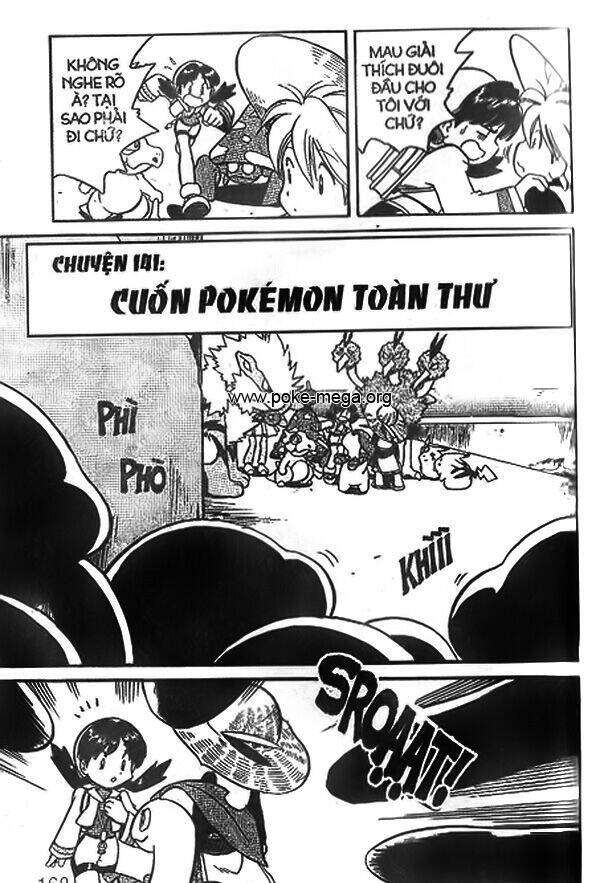 KHÔNG
NGHE RÕ
À? TẠI
SAO PHẢI
ĐI CHỨ?
MAU GIẢI
THÍCH ĐUÔI
ĐẦU CHO
TÔI VỚI
CHỨ?
CHUYỆN 141:
CUỐN POKÉMON TOÀN THƯ
www.poke-mega.org
PHÌ
PHÒ
KHÌÌÌ
SROAAT!!